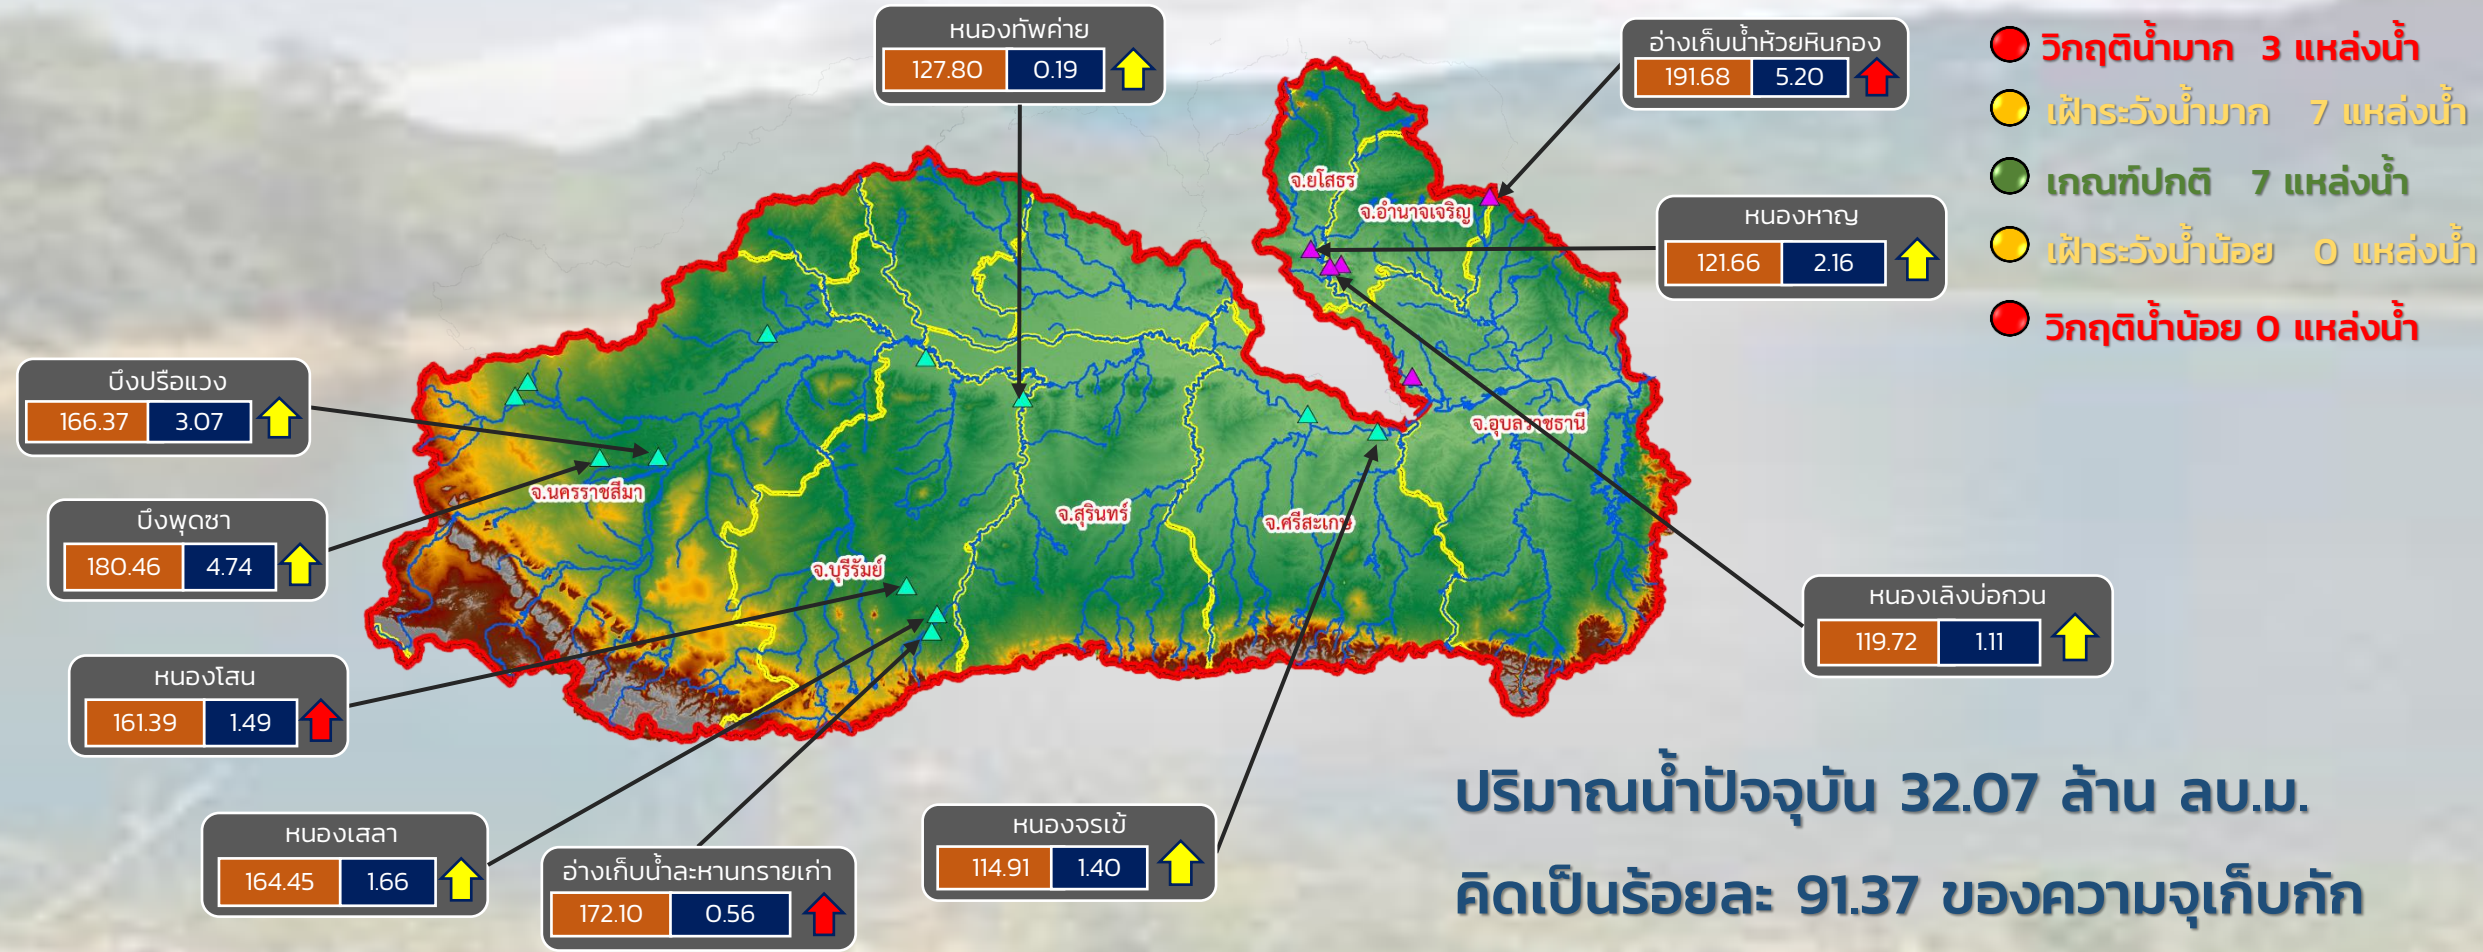 หนองทัพค่าย
127.80 0.19
อ่างเก็บน้ำห้วยหินกอง
191.68 5.20
วิกฤติน้ำมาก 3 แหล่งน้ำ
เฝ้าระวังน้ำมาก 7 แหล่งน้ำ
เกณฑ์ปกติ 7 แหล่งน้ำ
เฝ้าระวังน้ำน้อย 0 แหล่งน้ำ
วิกฤติน้ำน้อย 0 แหล่งน้ำ
จ.ยโสธร
จ.อำนาจเจริญ
หนองหาญ
121.66 2.16
บึงปรือแวง
166.37 3.07
จ.อุบลราชธานี
จ.นครราชสีมา
บึงพุดซา
180.46 4.74
จ.สุรินทร์
จ.ศรีสะเกษ
จ.บุรีรัมย์
หนองเลิงบ่อกวน
119.72 1.11
หนองโสน
161.39 1.49
หนองเสลา
164.45 1.66
อ่างเก็บน้ำละหานทรายเก่า
172.10 0.56
หนองจรเข้
114.91 1.40
ปริมาณน้ำปัจจุบัน 32.07 ล้าน ลบ.ม.
คิดเป็นร้อยละ 91.37 ของความจุเก็บกัก